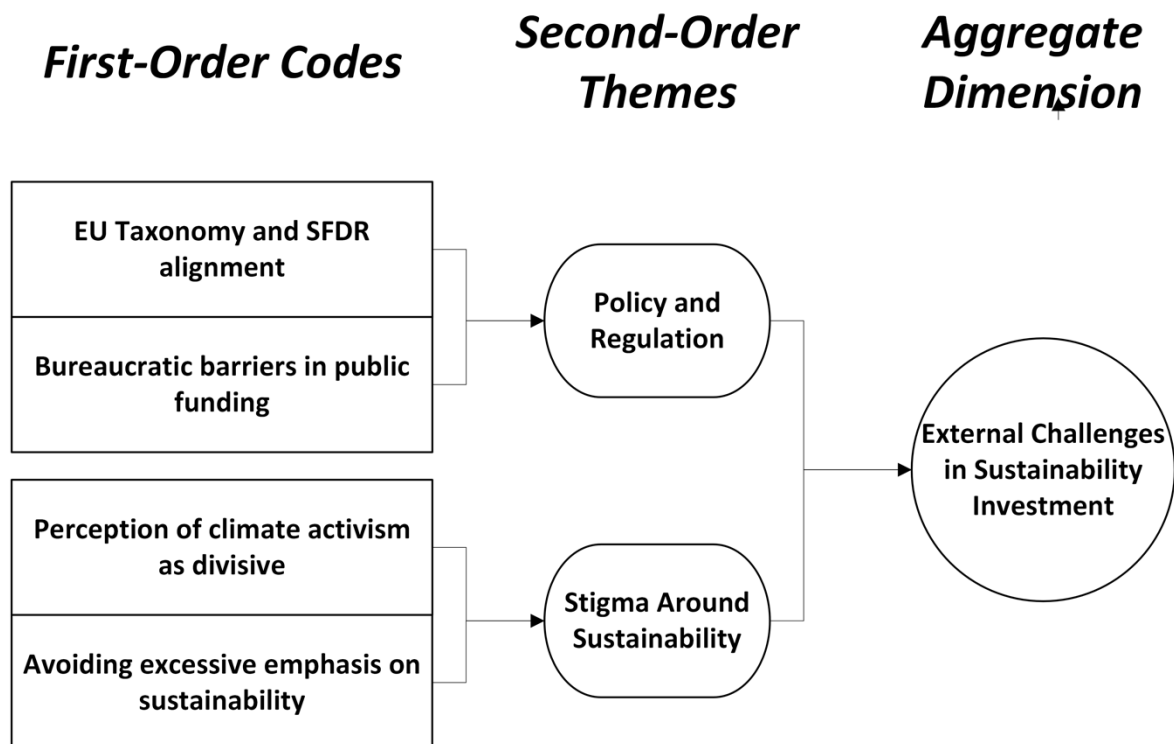 First-Order Codes
Second-Order
Themes
Aggregate
Dimension
EU Taxonomy and SFDR
alignment
Bureaucratic barriers in public
funding
Policy and
Regulation
Perception of climate activism
as divisive
Avoiding excessive emphasis on
sustainability
Stigma Around
Sustainability
External Challenges
in Sustainability
Investment